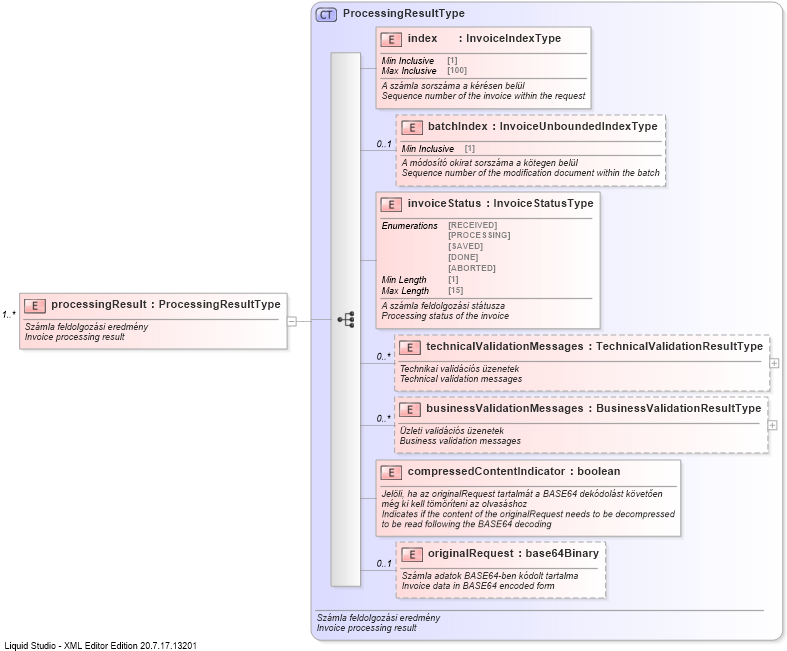 CT ProcessingResultType
E index : InvoiceIndexType
Min Inclusive [1]
Max Inclusive [100]
A számla sorszáma a kérésen belül
Sequence number of the invoice within the request
E batchIndex : InvoiceUnboundedIndexType
0..1
Min Inclusive [1]
A módosító okirat sorszáma a kötegen belül
Sequence number of the modification document within the batch
E invoiceStatus : InvoiceStatusType
Enumerations [RECEIVED]
[PROCESSING]
[SAVED]
[DONE]
[ABORTED]
Min Length [1]
Max Length [15]
A számla feldolgozási státusza
Processing status of the invoice
1..* E processingResult : ProcessingResultType
Számla feldolgozási eredmény
Invoice processing result
E technicalValidationMessages : TechnicalValidationResultType
0..*
Technikai validációs üzenetek
Technical validation messages
E businessValidationMessages : BusinessValidationResultType
0..*
Üzleti validációs üzenetek
Business validation messages
E compressedContentIndicator : boolean
Jelöli, ha az originalRequest tartalmát a BASE64 dekódolást követően
még ki kell tömöríteni az olvasáshoz
Indicates if the content of the originalRequest needs to be decompressed
to be read following the BASE64 decoding
E originalRequest : base64Binary
0..1
Számla adatok BASE64-ben kódolt tartalma
Invoice data in BASE64 encoded form
Számla feldolgozási eredmény
Invoice processing result
Liquid Studio - XML Editor Edition 20.7.17.13201